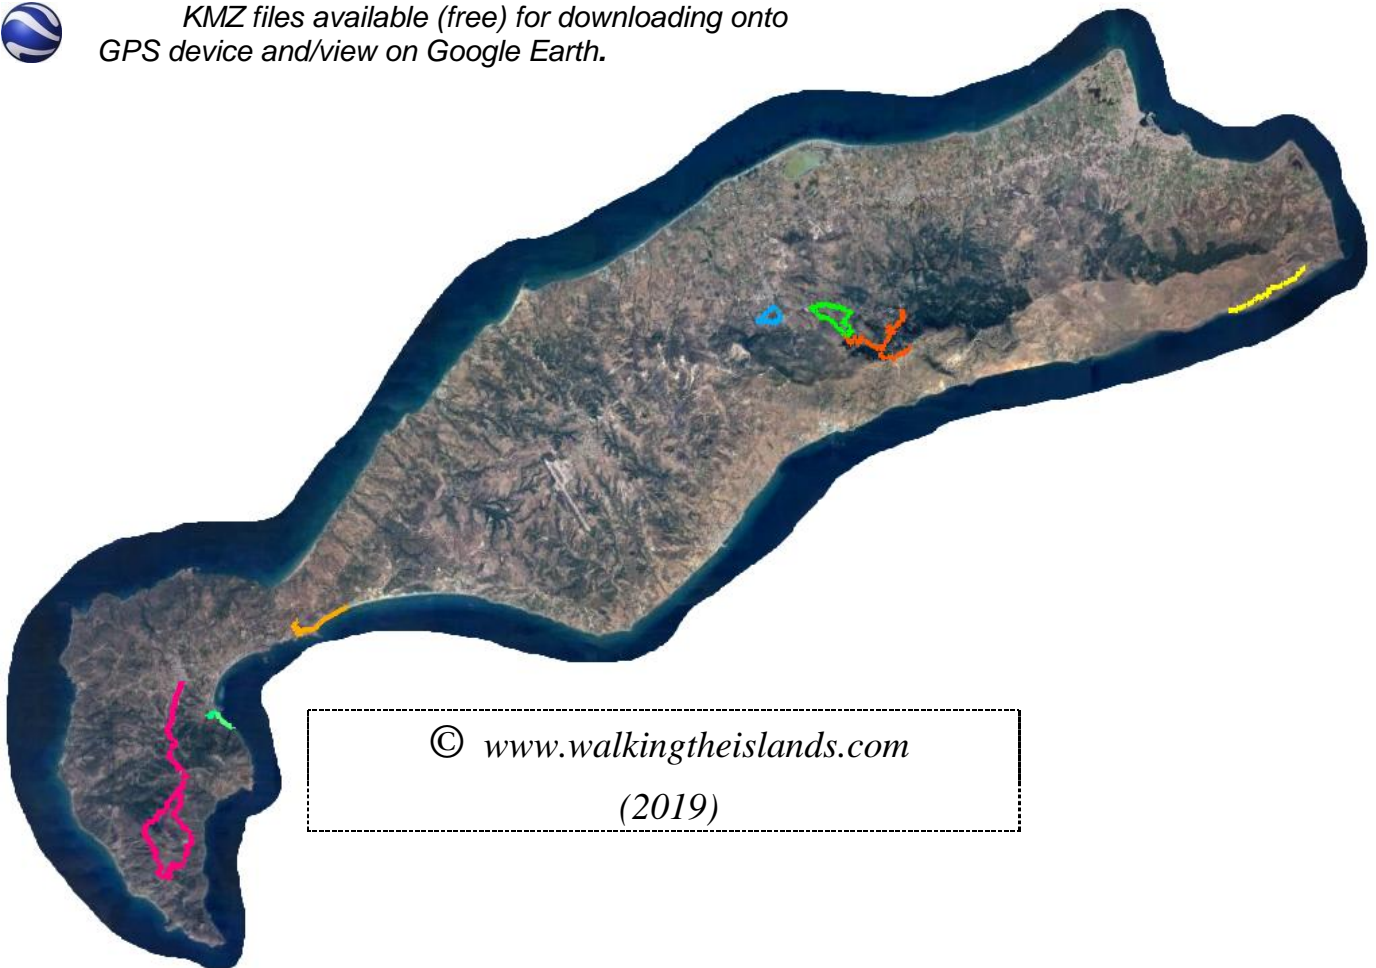 KMZ files available (free) for downloading onto
GPS device and/view on Google Earth.
© www.walkingtheislands.com
(2019)